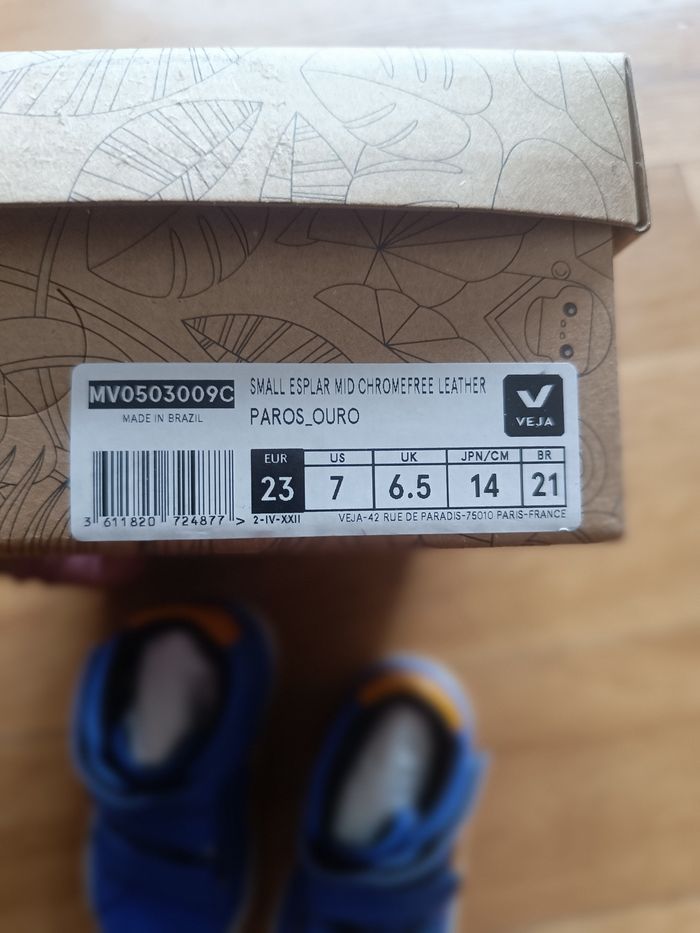 MV0503009C
MADE IN BRAZIL
SMALL ESPLAR MID CHROMEFREE LEATHER
PAROS_OURO
V
VEJA
EUR US UK JPN/CM BR
23 7 6.5 14 21
3 611820 724877 >
2-IV-XXII
VEJA-42 RUE DE PARADIS-75010 PARIS-FRANCE